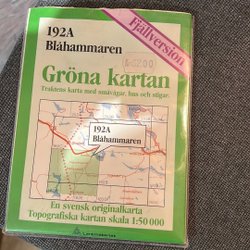 192A
Blåhammaren
Fjällversion
Gröna kartan
Traktens karta med småvägar, hus och stigar.
192A
Blåhammaren
En svensk originalkarta
Topografiska kartan skala 1:50 000